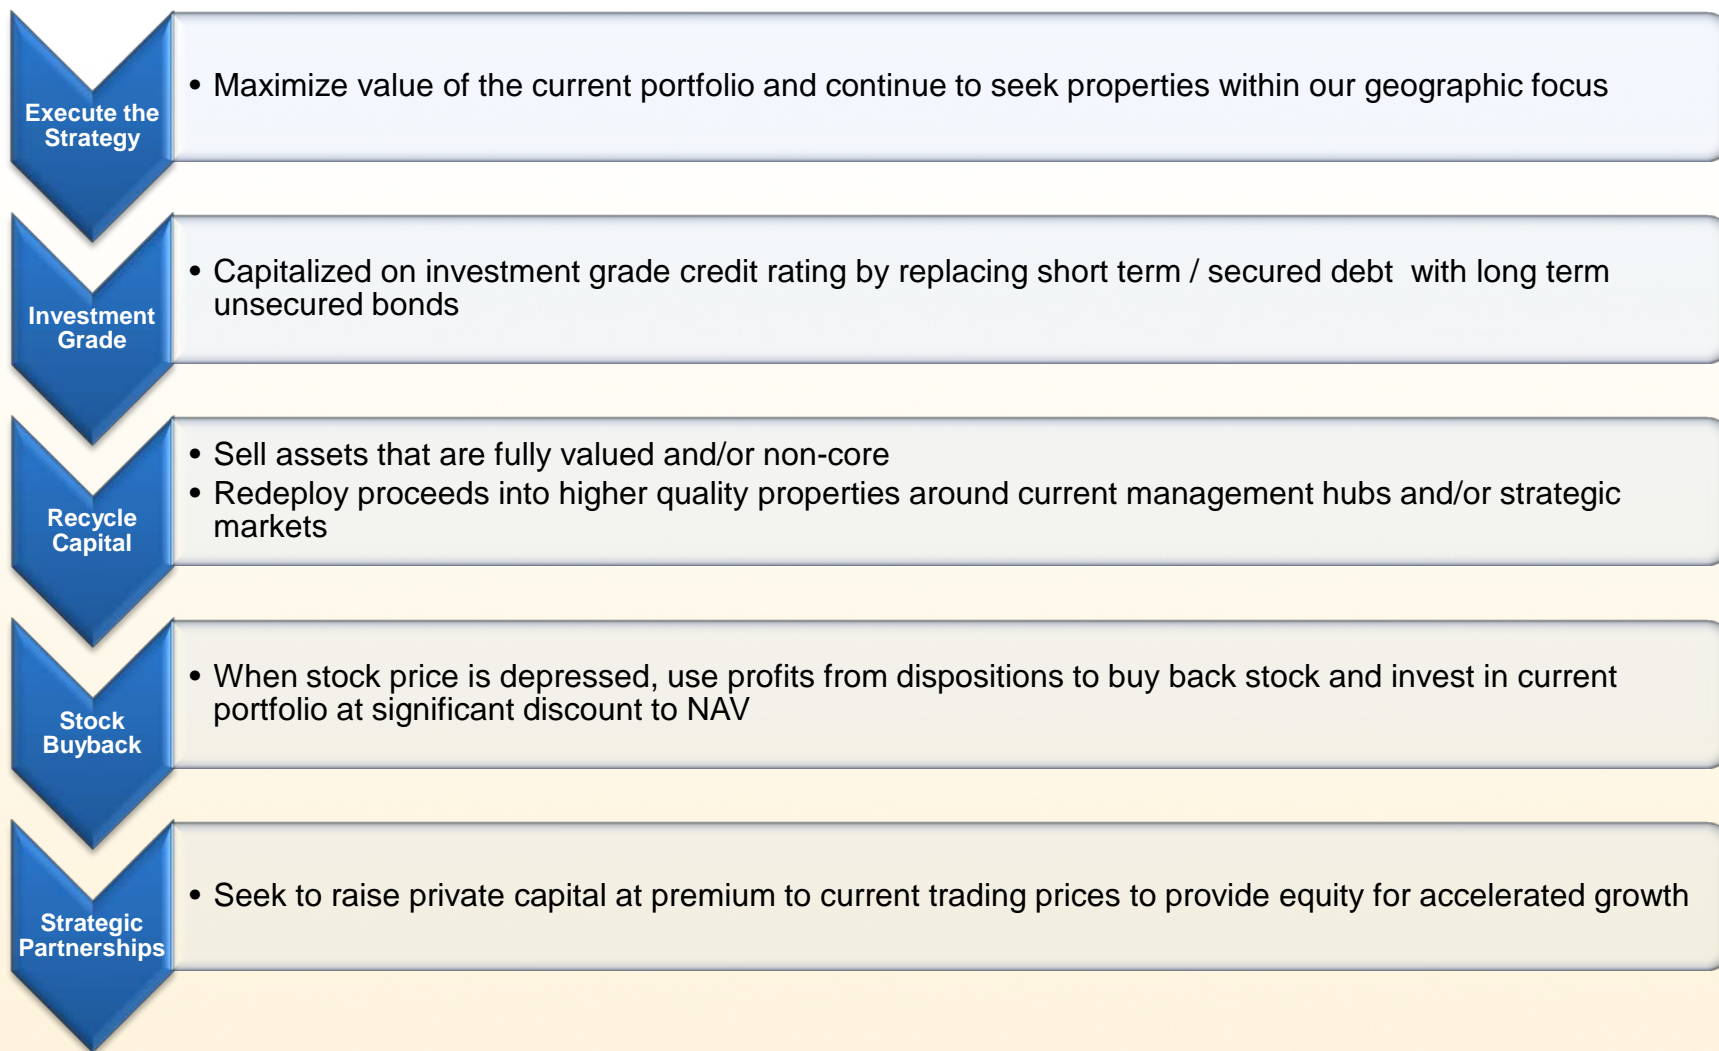 Execute the
Strategy
• Maximize value of the current portfolio and continue to seek properties within our geographic focus
Investment
Grade
• Capitalized on investment grade credit rating by replacing short term / secured debt  with long term
unsecured bonds
Recycle
Capital
• Sell assets that are fully valued and/or non-core
• Redeploy proceeds into higher quality properties around current management hubs and/or strategic
markets
Stock
Buyback
• When stock price is depressed, use profits from dispositions to buy back stock and invest in current
portfolio at significant discount to NAV
Strategic
Partnerships
• Seek to raise private capital at premium to current trading prices to provide equity for accelerated growth